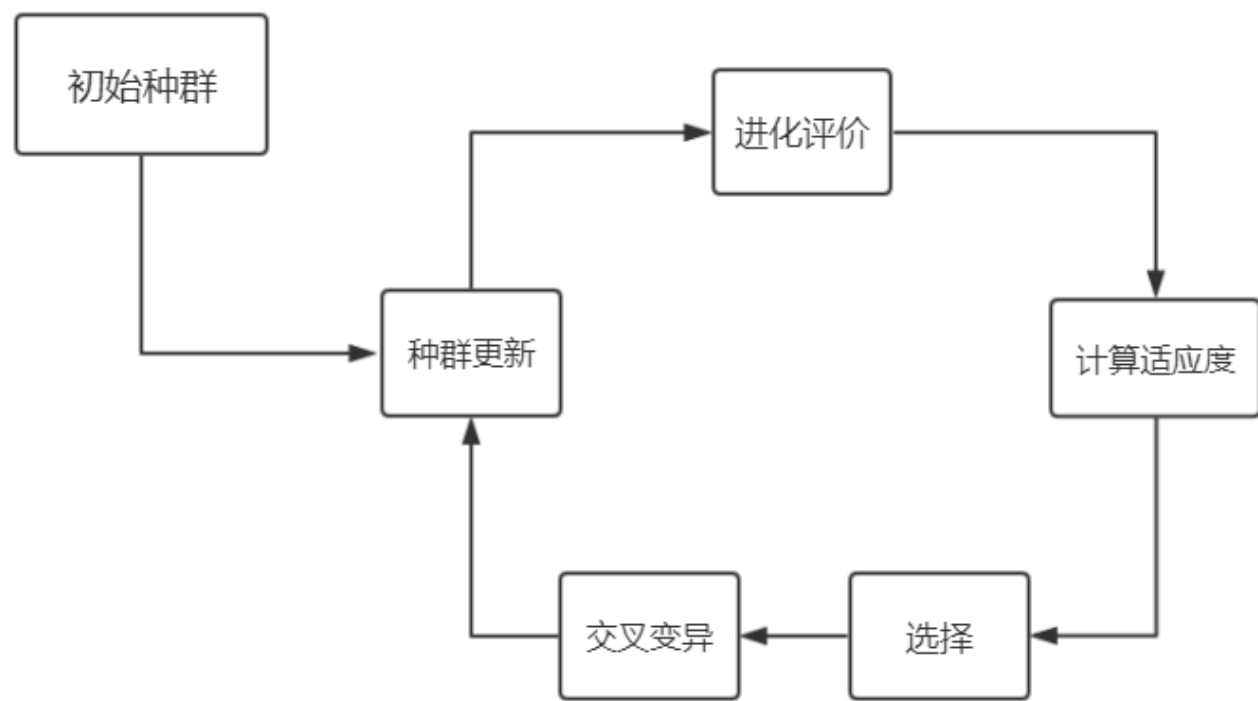 初始种群
进化评价
种群更新
计算适应度
交叉变异
选择